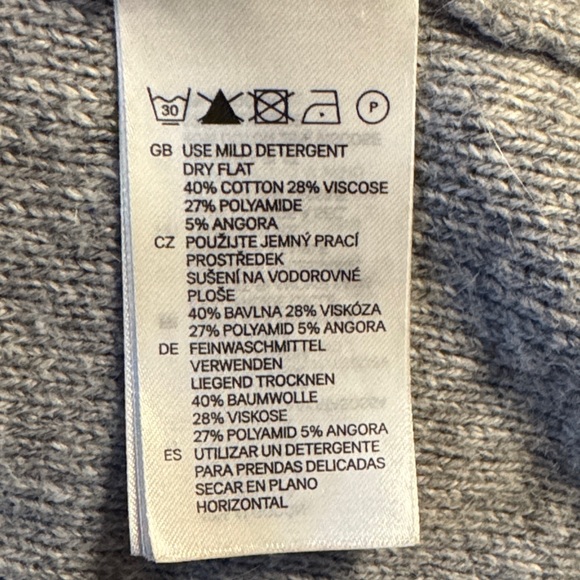 30
P
GB USE MILD DETERGENT
DRY FLAT
40% COTTON 28% VISCOSE
27% POLYAMIDE
5% ANGORA
CZ POUŽIJTE JEMNÝ PRACÍ
PROSTŘEDEK
SUŠENÍ NA VODOROVNÉ
PLOŠE
40% BAVLNA 28% VISKÓZA
27% POLYAMID 5% ANGORA
DE FEINWASCHMITTEL
VERWENDEN
LIEGEND TROCKNEN
40% BAUMWOLLE
28% VISKOSE
27% POLYAMID 5% ANGORA
ES UTILIZAR UN DETERGENTE
PARA PRENDAS DELICADAS
SECAR EN PLANO
HORIZONTAL